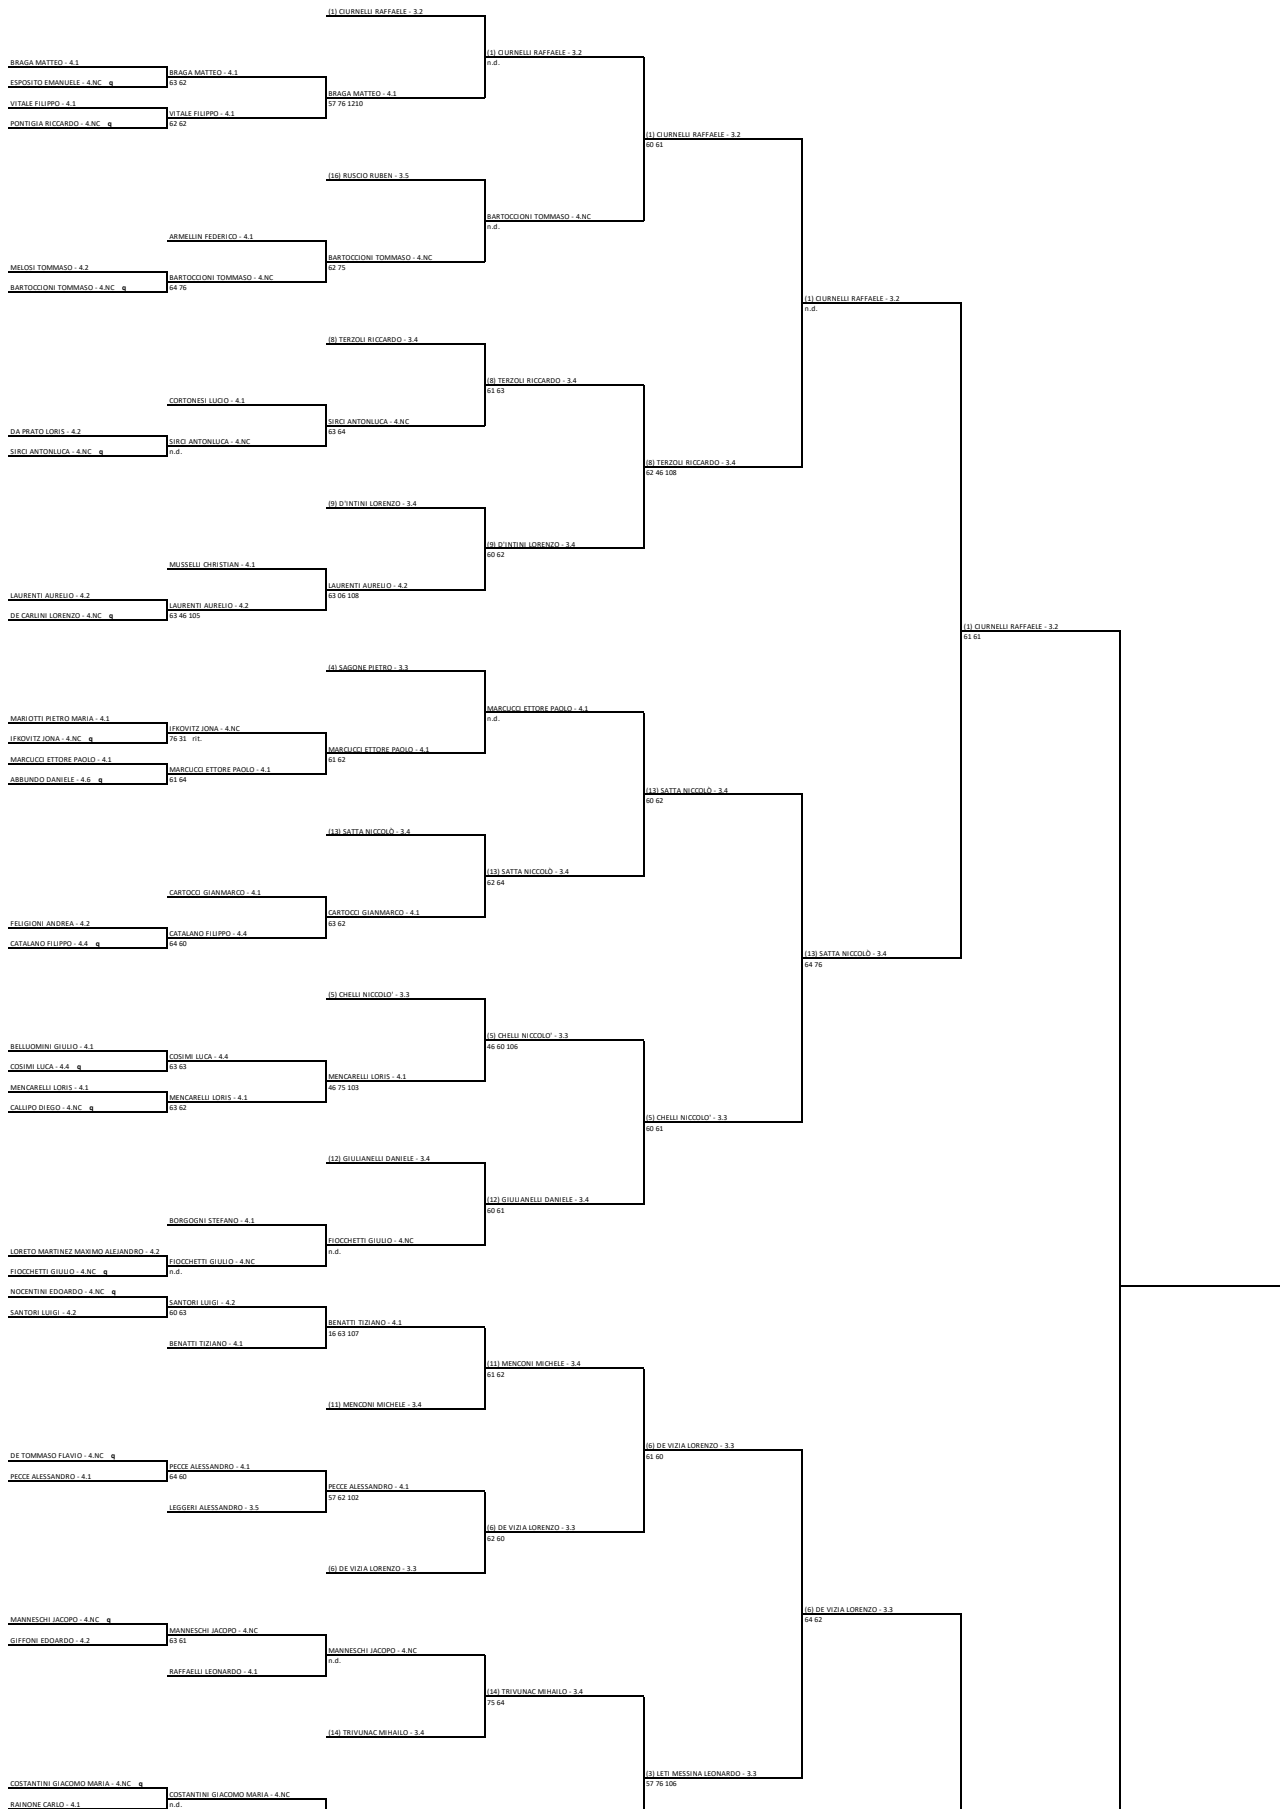 (1) CIURNELLI RAFFAELE - 3.2
(1) CIURNELLI RAFFAELE - 3.2
n.d.
BRAGA MATTEO - 4.1
BRAGA MATTEO - 4.1
63 62
ESPOSITO EMANUELE - 4.NC q
BRAGA MATTEO - 4.1
57 76 1210
VITALE FILIPPO - 4.1
VITALE FILIPPO - 4.1
62 62
PONTIGIA RICCARDO - 4.NC q
(1) CIURNELLI RAFFAELE - 3.2
60 61
(16) RUSCIO RUBEN - 3.5
BARTOCCIONI TOMMASO - 4.NC
n.d.
ARMELLIN FEDERICO - 4.1
BARTOCCIONI TOMMASO - 4.NC
62 75
MELOSI TOMMASO - 4.2
BARTOCCIONI TOMMASO - 4.NC
64 76
BARTOCCIONI TOMMASO - 4.NC q
(1) CIURNELLI RAFFAELE - 3.2
n.d.
(8) TERZOLI RICCARDO - 3.4
(8) TERZOLI RICCARDO - 3.4
61 63
CORTONESI LUCIO - 4.1
SIRCI ANTONLUCA - 4.NC
63 64
DA PRATO LORIS - 4.2
SIRCI ANTONLUCA - 4.NC
n.d.
SIRCI ANTONLUCA - 4.NC q
(8) TERZOLI RICCARDO - 3.4
62 46 108
(9) D'INTINI LORENZO - 3.4
(9) D'INTINI LORENZO - 3.4
60 62
MUSSELLI CHRISTIAN - 4.1
LAURENTI AURELIO - 4.2
63 06 108
LAURENTI AURELIO - 4.2
LAURENTI AURELIO - 4.2
63 46 105
DE CARLINI LORENZO - 4.NC q
(1) CIURNELLI RAFFAELE - 3.2
61 61
(4) SAGONE PIETRO - 3.3
MARCUCCI ETTORE PAOLO - 4.1
n.d.
MARIOTTI PIETRO MARIA - 4.1
IFKOVITZ JONA - 4.NC
76 31 rit.
IFKOVITZ JONA - 4.NC q
MARCUCCI ETTORE PAOLO - 4.1
61 62
MARCUCCI ETTORE PAOLO - 4.1
MARCUCCI ETTORE PAOLO - 4.1
61 64
ABBUNDO DANIELE - 4.6 q
(13) SATTA NICCOLÒ - 3.4
60 62
(13) SATTA NICCOLÒ - 3.4
(13) SATTA NICCOLÒ - 3.4
62 64
CARTOCCI GIANMARCO - 4.1
CARTOCCI GIANMARCO - 4.1
63 62
FELIGIONI ANDREA - 4.2
CATALANO FILIPPO - 4.4
64 60
CATALANO FILIPPO - 4.4 q
(13) SATTA NICCOLÒ - 3.4
64 76
(5) CHELLI NICCOLO' - 3.3
(5) CHELLI NICCOLO' - 3.3
46 60 106
BELLUOMINI GIULIO - 4.1
COSIMI LUCA - 4.4
63 63
COSIMI LUCA - 4.4 q
MENCARELLI LORIS - 4.1
46 75 103
MENCARELLI LORIS - 4.1
MENCARELLI LORIS - 4.1
63 62
CALLIPO DIEGO - 4.NC q
(5) CHELLI NICCOLO' - 3.3
60 61
(12) GIULIANELLI DANIELE - 3.4
(12) GIULIANELLI DANIELE - 3.4
60 61
BORGOGNI STEFANO - 4.1
FIOCCHETTI GIULIO - 4.NC
n.d.
LORETO MARTINEZ MAXIMO ALEJANDRO - 4.2
FIOCCHETTI GIULIO - 4.NC
n.d.
FIOCCHETTI GIULIO - 4.NC q
NOCENTINI EDOARDO - 4.NC q
SANTORI LUIGI - 4.2
60 63
SANTORI LUIGI - 4.2
BENATTI TIZIANO - 4.1
16 63 107
BENATTI TIZIANO - 4.1
(11) MENCONI MICHELE - 3.4
61 62
(11) MENCONI MICHELE - 3.4
(6) DE VIZIA LORENZO - 3.3
61 60
DE TOMMASO FLAVIO - 4.NC q
PECCE ALESSANDRO - 4.1
64 60
PECCE ALESSANDRO - 4.1
PECCE ALESSANDRO - 4.1
57 62 102
LEGGERI ALESSANDRO - 3.5
(6) DE VIZIA LORENZO - 3.3
62 60
(6) DE VIZIA LORENZO - 3.3
(6) DE VIZIA LORENZO - 3.3
64 62
MANNESCHI JACOPO - 4.NC q
MANNESCHI JACOPO - 4.NC
63 61
GIFFONI EDOARDO - 4.2
MANNESCHI JACOPO - 4.NC
n.d.
RAFFAELLI LEONARDO - 4.1
(14) TRIVUNAC MIHAILO - 3.4
75 64
(14) TRIVUNAC MIHAILO - 3.4
(3) LETI MESSINA LEONARDO - 3.3
57 76 106
COSTANTINI GIACOMO MARIA - 4.NC q
COSTANTINI GIACOMO MARIA - 4.NC
n.d.
RAINONE CARLO - 4.1